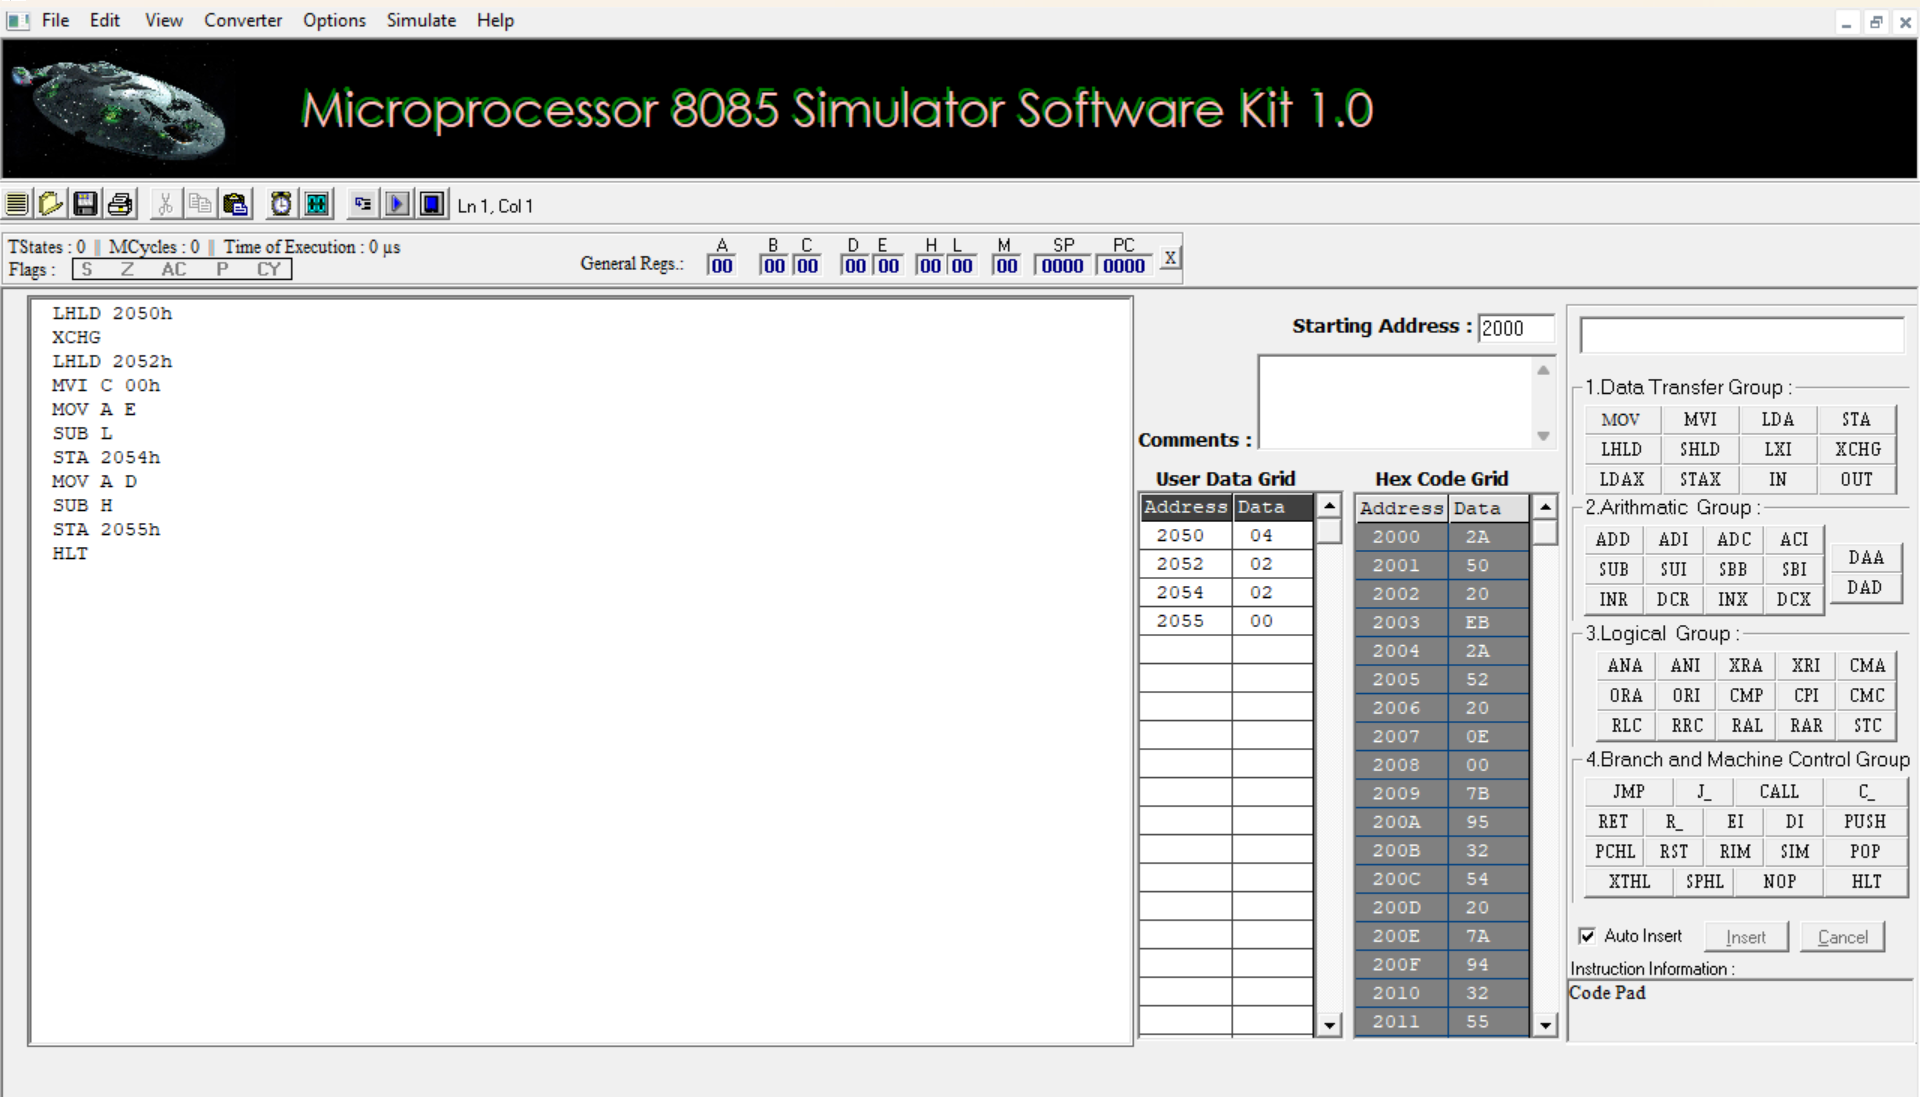 File Edit View Converter Options Simulate Help
Microprocessor 8085 Simulator Software Kit 1.0
Ln 1, Col 1
TStates : 0 || MCycles : 0 || Time of Execution : 0 µs
Flags : S Z AC P CY
General Regs.:
A B C D E H L M SP PC
00 00 00 00 00 00 00 00 0000 0000 X
LHLD 2050h
XCHG
LHLD 2052h
MVI C 00h
MOV A E
SUB L
STA 2054h
MOV A D
SUB H
STA 2055h
HLT
Starting Address : 2000
Comments :
User Data Grid
Address Data
2050 04
2052 02
2054 02
2055 00
Hex Code Grid
Address Data
2000 2A
2001 50
2002 20
2003 EB
2004 2A
2005 52
2006 20
2007 0E
2008 00
2009 7B
200A 95
200B 32
200C 54
200D 20
200E 7A
200F 94
2010 32
2011 55
1.Data Transfer Group :
MOV MVI LDA STA
LHLD SHLD LXI XCHG
LDAX STAX IN OUT
2.Arithmatic Group :
ADD ADI ADC ACI
SUB SUI SBB SBI
INR DCR INX DCX
DAA
DAD
3.Logical Group :
ANA ANI XRA XRI CMA
ORA ORI CMP CPI CMC
RLC RRC RAL RAR STC
4.Branch and Machine Control Group
JMP J_ CALL C_
RET R_ EI DI PUSH
PCHL RST RIM SIM POP
XTHL SPHL NOP HLT
Auto Insert Insert Cancel
Instruction Information :
Code Pad